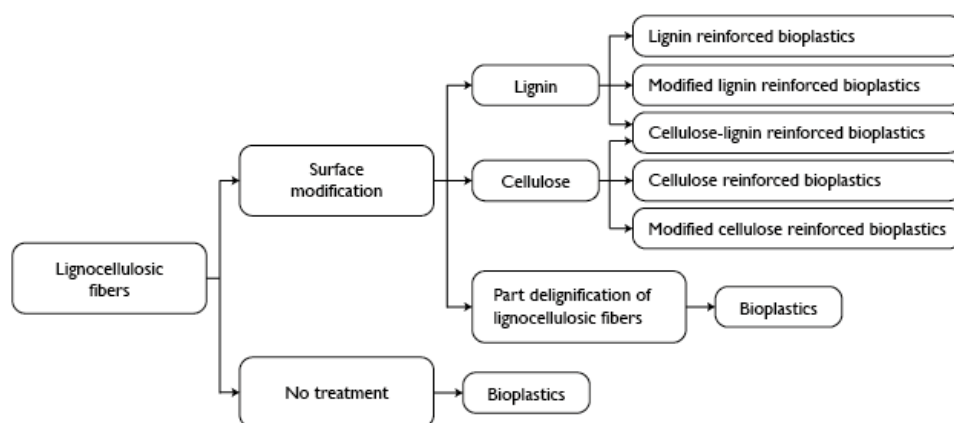 Lignin reinforced bioplastics
Lignin
Modified lignin reinforced bioplastics
Cellulose-lignin reinforced bioplastics
Surface
modification
Cellulose
Cellulose reinforced bioplastics
Modified cellulose reinforced bioplastics
Lignocellulosic
fibers
Part delignification of
lignocellulosic fibers
Bioplastics
No treatment
Bioplastics